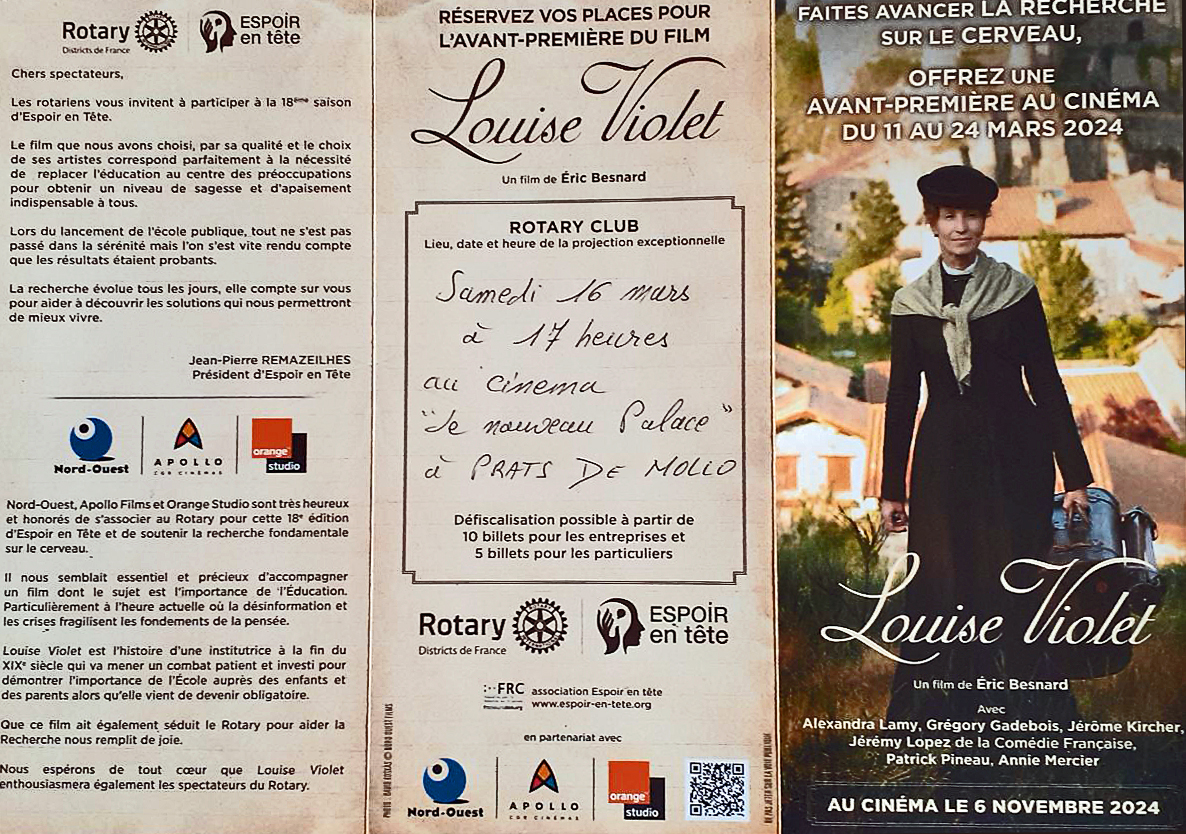 Rotary
Districts de France
ESPOIR
en tête
Chers spectateurs,
Les rotariens vous invitent à participer à la 18ème saison
d'Espoir en Tête.
Le film que nous avons choisi, par sa qualité et le choix
de ses artistes correspond parfaitement à la nécessité
de replacer l'éducation au centre des préoccupations
pour obtenir un niveau de sagesse et d'apaisement
indispensable à tous.
Lors du lancement de l'école publique, tout ne s'est pas
passé dans la sérénité mais l'on s'est vite rendu compte
que les résultats étaient probants.
La recherche évolue tous les jours, elle compte sur vous
pour aider à découvrir les solutions qui nous permettront
de mieux vivre.
Jean-Pierre REMAZEILHES
Président d'Espoir en Tête
Nord-Ouest
APOLLO
CGR CINÉMAS
orange
studio
Nord-Ouest, Apollo Films et Orange Studio sont très heureux
et honorés de s'associer au Rotary pour cette 18e édition
d'Espoir en Tête et de soutenir la recherche fondamentale
sur le cerveau.
Il nous semblait essentiel et précieux d'accompagner
un film dont le sujet est l'importance de l'Éducation.
Particulièrement à l'heure actuelle où la désinformation et
les crises fragilisent les fondements de la pensée.
Louise Violet est l'histoire d'une institutrice à la fin du
XIXe siècle qui va mener un combat patient et investi pour
démontrer l'importance de l'École auprès des enfants et
des parents alors qu'elle vient de devenir obligatoire.
Que ce film ait également séduit le Rotary pour aider la
Recherche nous remplit de joie.
Nous espérons de tout cœur que Louise Violet
enthousiasmera également les spectateurs du Rotary.
RÉSERVEZ VOS PLACES POUR
L'AVANT-PREMIÈRE DU FILM
Louise Violet
Un film de Éric Besnard
ROTARY CLUB
Lieu, date et heure de la projection exceptionnelle
Samedi 16 mars
à 17 heures
au cinema
"Le nouveau Palace"
à PRATS DE MOLLO
Défiscalisation possible à partir de
10 billets pour les entreprises et
5 billets pour les particuliers
Rotary
Districts de France
ESPOIR
en tête
FRC
association Espoir en tête
www.espoir-en-tete.org
en partenariat avec
Nord-Ouest
APOLLO
CGR CINÉMAS
orange
studio
NE PAS JETER SUR LA VOIE PUBLIQUE
FAITES AVANCER LA RECHERCHE
SUR LE CERVEAU,
OFFREZ UNE
AVANT-PREMIÈRE AU CINÉMA
DU 11 AU 24 MARS 2024
Louise Violet
Un film de Éric Besnard
Avec
Alexandra Lamy, Grégory Gadebois, Jérôme Kircher,
Jérémy Lopez de la Comédie Française,
Patrick Pineau, Annie Mercier
AU CINÉMA LE 6 NOVEMBRE 2024